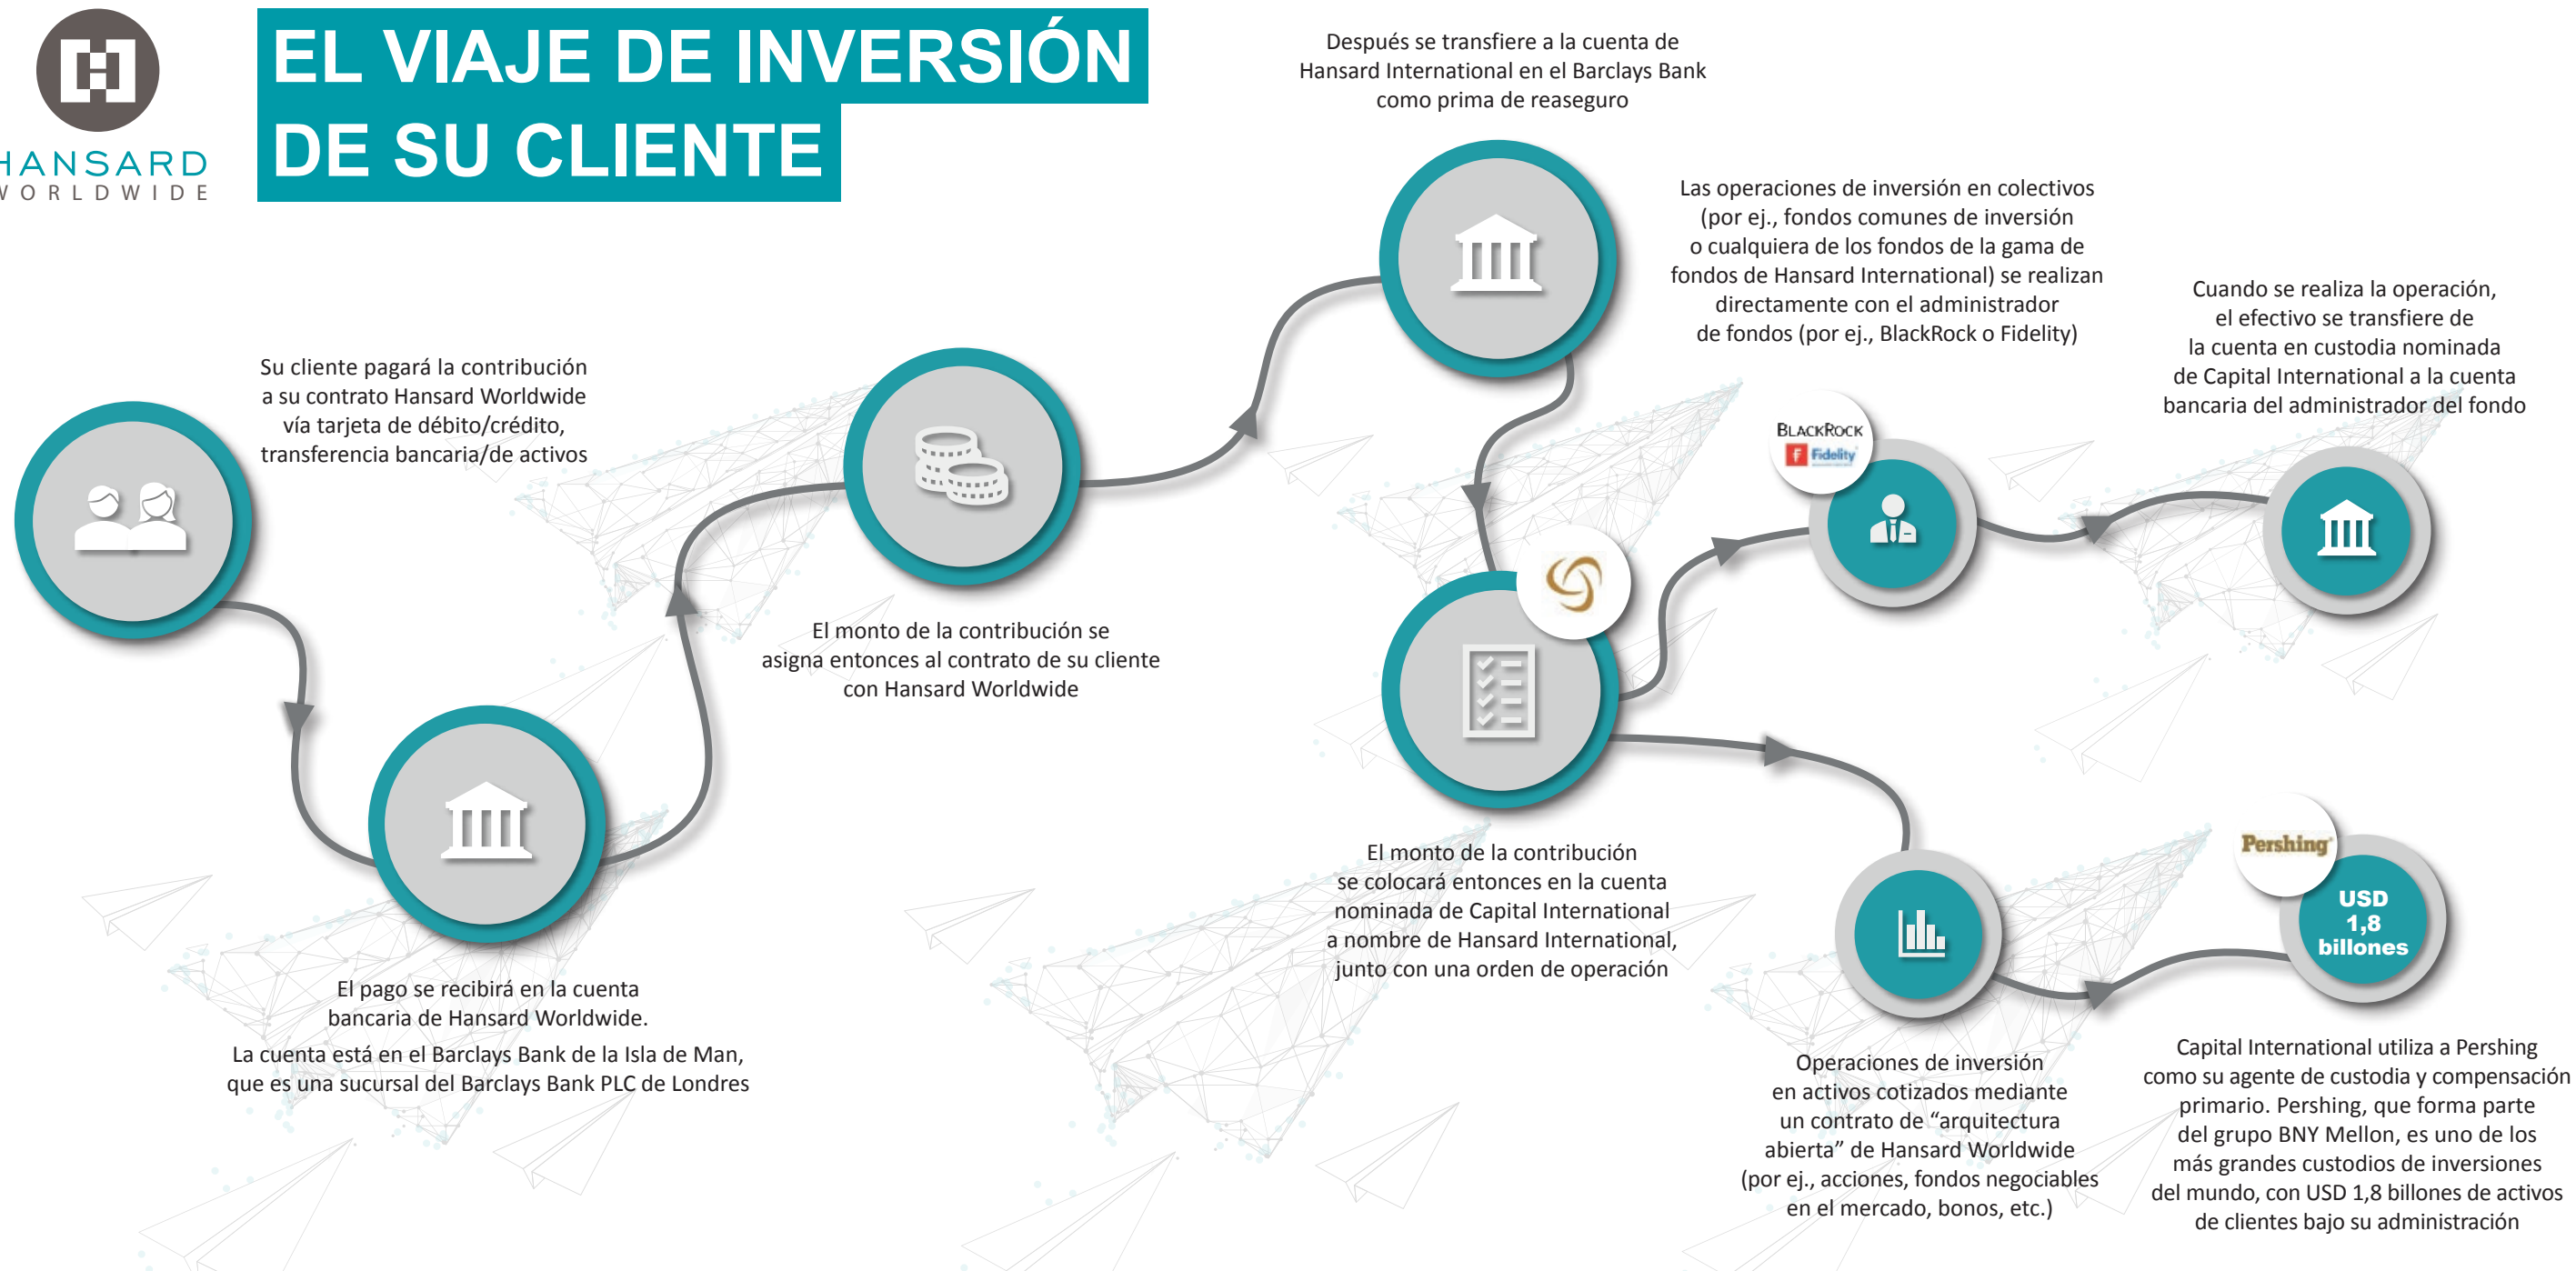 HANSARD
WORLDWIDE
EL VIAJE DE INVERSIÓN
DE SU CLIENTE
Su cliente pagará la contribución
a su contrato Hansard Worldwide
vía tarjeta de débito/crédito,
transferencia bancaria/de activos
El pago se recibirá en la cuenta
bancaria de Hansard Worldwide.
La cuenta está en el Barclays Bank de la Isla de Man,
que es una sucursal del Barclays Bank PLC de Londres
El monto de la contribución se
asigna entonces al contrato de su cliente
con Hansard Worldwide
Después se transfiere a la cuenta de
Hansard International en el Barclays Bank
como prima de reaseguro
El monto de la contribución
se colocará entonces en la cuenta
nominada de Capital International
a nombre de Hansard International,
junto con una orden de operación
Las operaciones de inversión en colectivos
(por ej., fondos comunes de inversión
o cualquiera de los fondos de la gama de
fondos de Hansard International) se realizan
directamente con el administrador
de fondos (por ej., BlackRock o Fidelity)
BLACKROCK
F Fidelity
Cuando se realiza la operación,
el efectivo se transfiere de
la cuenta en custodia nominada
de Capital International a la cuenta
bancaria del administrador del fondo
Operaciones de inversión
en activos cotizados mediante
un contrato de “arquitectura
abierta” de Hansard Worldwide
(por ej., acciones, fondos negociables
en el mercado, bonos, etc.)
Pershing
USD
1,8
billones
Capital International utiliza a Pershing
como su agente de custodia y compensación
primario. Pershing, que forma parte
del grupo BNY Mellon, es uno de los
más grandes custodios de inversiones
del mundo, con USD 1,8 billones de activos
de clientes bajo su administración